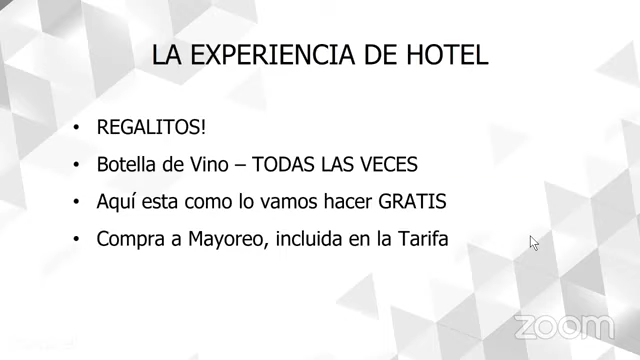 LA EXPERIENCIA DE HOTEL
• REGALITOS!
• Botella de Vino – TODAS LAS VECES
• Aquí esta como lo vamos hacer GRATIS
• Compra a Mayoreo, incluida en la Tarifa
zoom